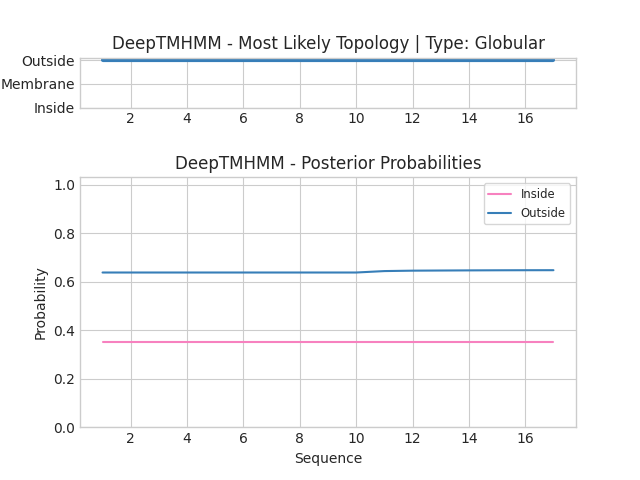 DeepTMHMM - Most Likely Topology | Type: Globular
Outside
Membrane
Inside
2 4 6 8 10 12 14 16
DeepTMHMM - Posterior Probabilities
1.0
0.8
0.6
0.4
0.2
0.0
Probability
Inside
Outside
2 4 6 8 10 12 14 16
Sequence